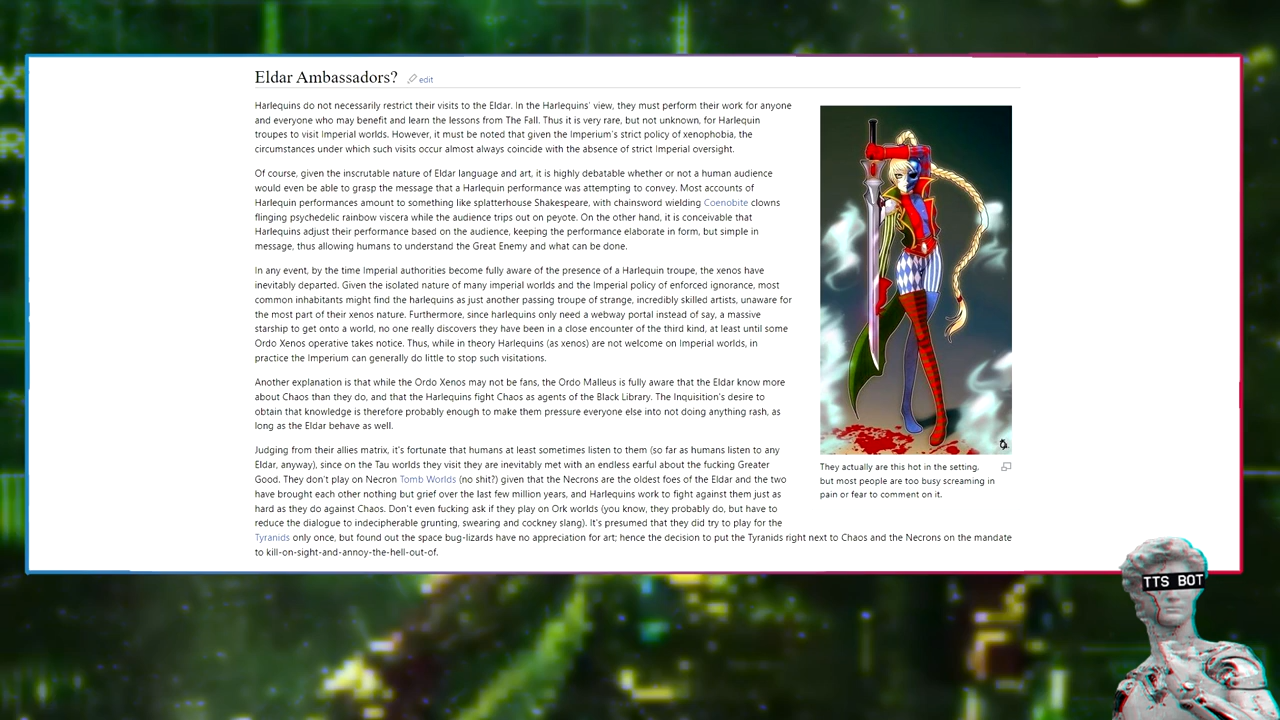 Eldar Ambassadors?
edit
Harlequins do not necessarily restrict their visits to the Eldar. In the Harlequins' view, they must perform their work for anyone
and everyone who may benefit and learn the lessons from The Fall. Thus it is very rare, but not unknown, for Harlequin
troupes to visit Imperial worlds. However, it must be noted that given the Imperium's strict policy of xenophobia, the
circumstances under which such visits occur almost always coincide with the absence of strict Imperial oversight.
Of course, given the inscrutable nature of Eldar language and art, it is highly debatable whether or not a human audience
would even be able to grasp the message that a Harlequin performance was attempting to convey. Most accounts of
Harlequin performances amount to something like splatterhouse Shakespeare, with chainsword wielding Coenobite clowns
flinging psychedelic rainbow viscera while the audience trips out on peyote. On the other hand, it is conceivable that
Harlequins adjust their performance based on the audience, keeping the performance elaborate in form, but simple in
message, thus allowing humans to understand the Great Enemy and what can be done.
In any event, by the time Imperial authorities become fully aware of the presence of a Harlequin troupe, the xenos have
inevitably departed. Given the isolated nature of many imperial worlds and the Imperial policy of enforced ignorance, most
common inhabitants might find the harlequins as just another passing troupe of strange, incredibly skilled artists, unaware for
the most part of their xenos nature. Furthermore, since harlequins only need a webway portal instead of say, a massive
starship to get onto a world, no one really discovers they have been in a close encounter of the third kind, at least until some
Ordo Xenos operative takes notice. Thus, while in theory Harlequins (as xenos) are not welcome on Imperial worlds, in
practice the Imperium can generally do little to stop such visitations.
Another explanation is that while the Ordo Xenos may not be fans, the Ordo Malleus is fully aware that the Eldar know more
about Chaos than they do, and that the Harlequins fight Chaos as agents of the Black Library. The Inquisition's desire to
obtain that knowledge is therefore probably enough to make them pressure everyone else into not doing anything rash, as
long as the Eldar behave as well.
Judging from their allies matrix, it's fortunate that humans at least sometimes listen to them (so far as humans listen to any
Eldar, anyway), since on the Tau worlds they visit they are inevitably met with an endless earful about the fucking Greater
Good. They don't play on Necron Tomb Worlds (no shit?) given that the Necrons are the oldest foes of the Eldar and the two
have brought each other nothing but grief over the last few million years, and Harlequins work to fight against them just as
hard as they do against Chaos. Don't even fucking ask if they play on Ork worlds (you know, they probably do, but have to
reduce the dialogue to indecipherable grunting, swearing and cockney slang). It's presumed that they did try to play for the
Tyranids only once, but found out the space bug-lizards have no appreciation for art; hence the decision to put the Tyranids right next to Chaos and the Necrons on the mandate
to kill-on-sight-and-annoy-the-hell-out-of.
They actually are this hot in the setting,
but most people are too busy screaming in
pain or fear to comment on it.
TTS BOT